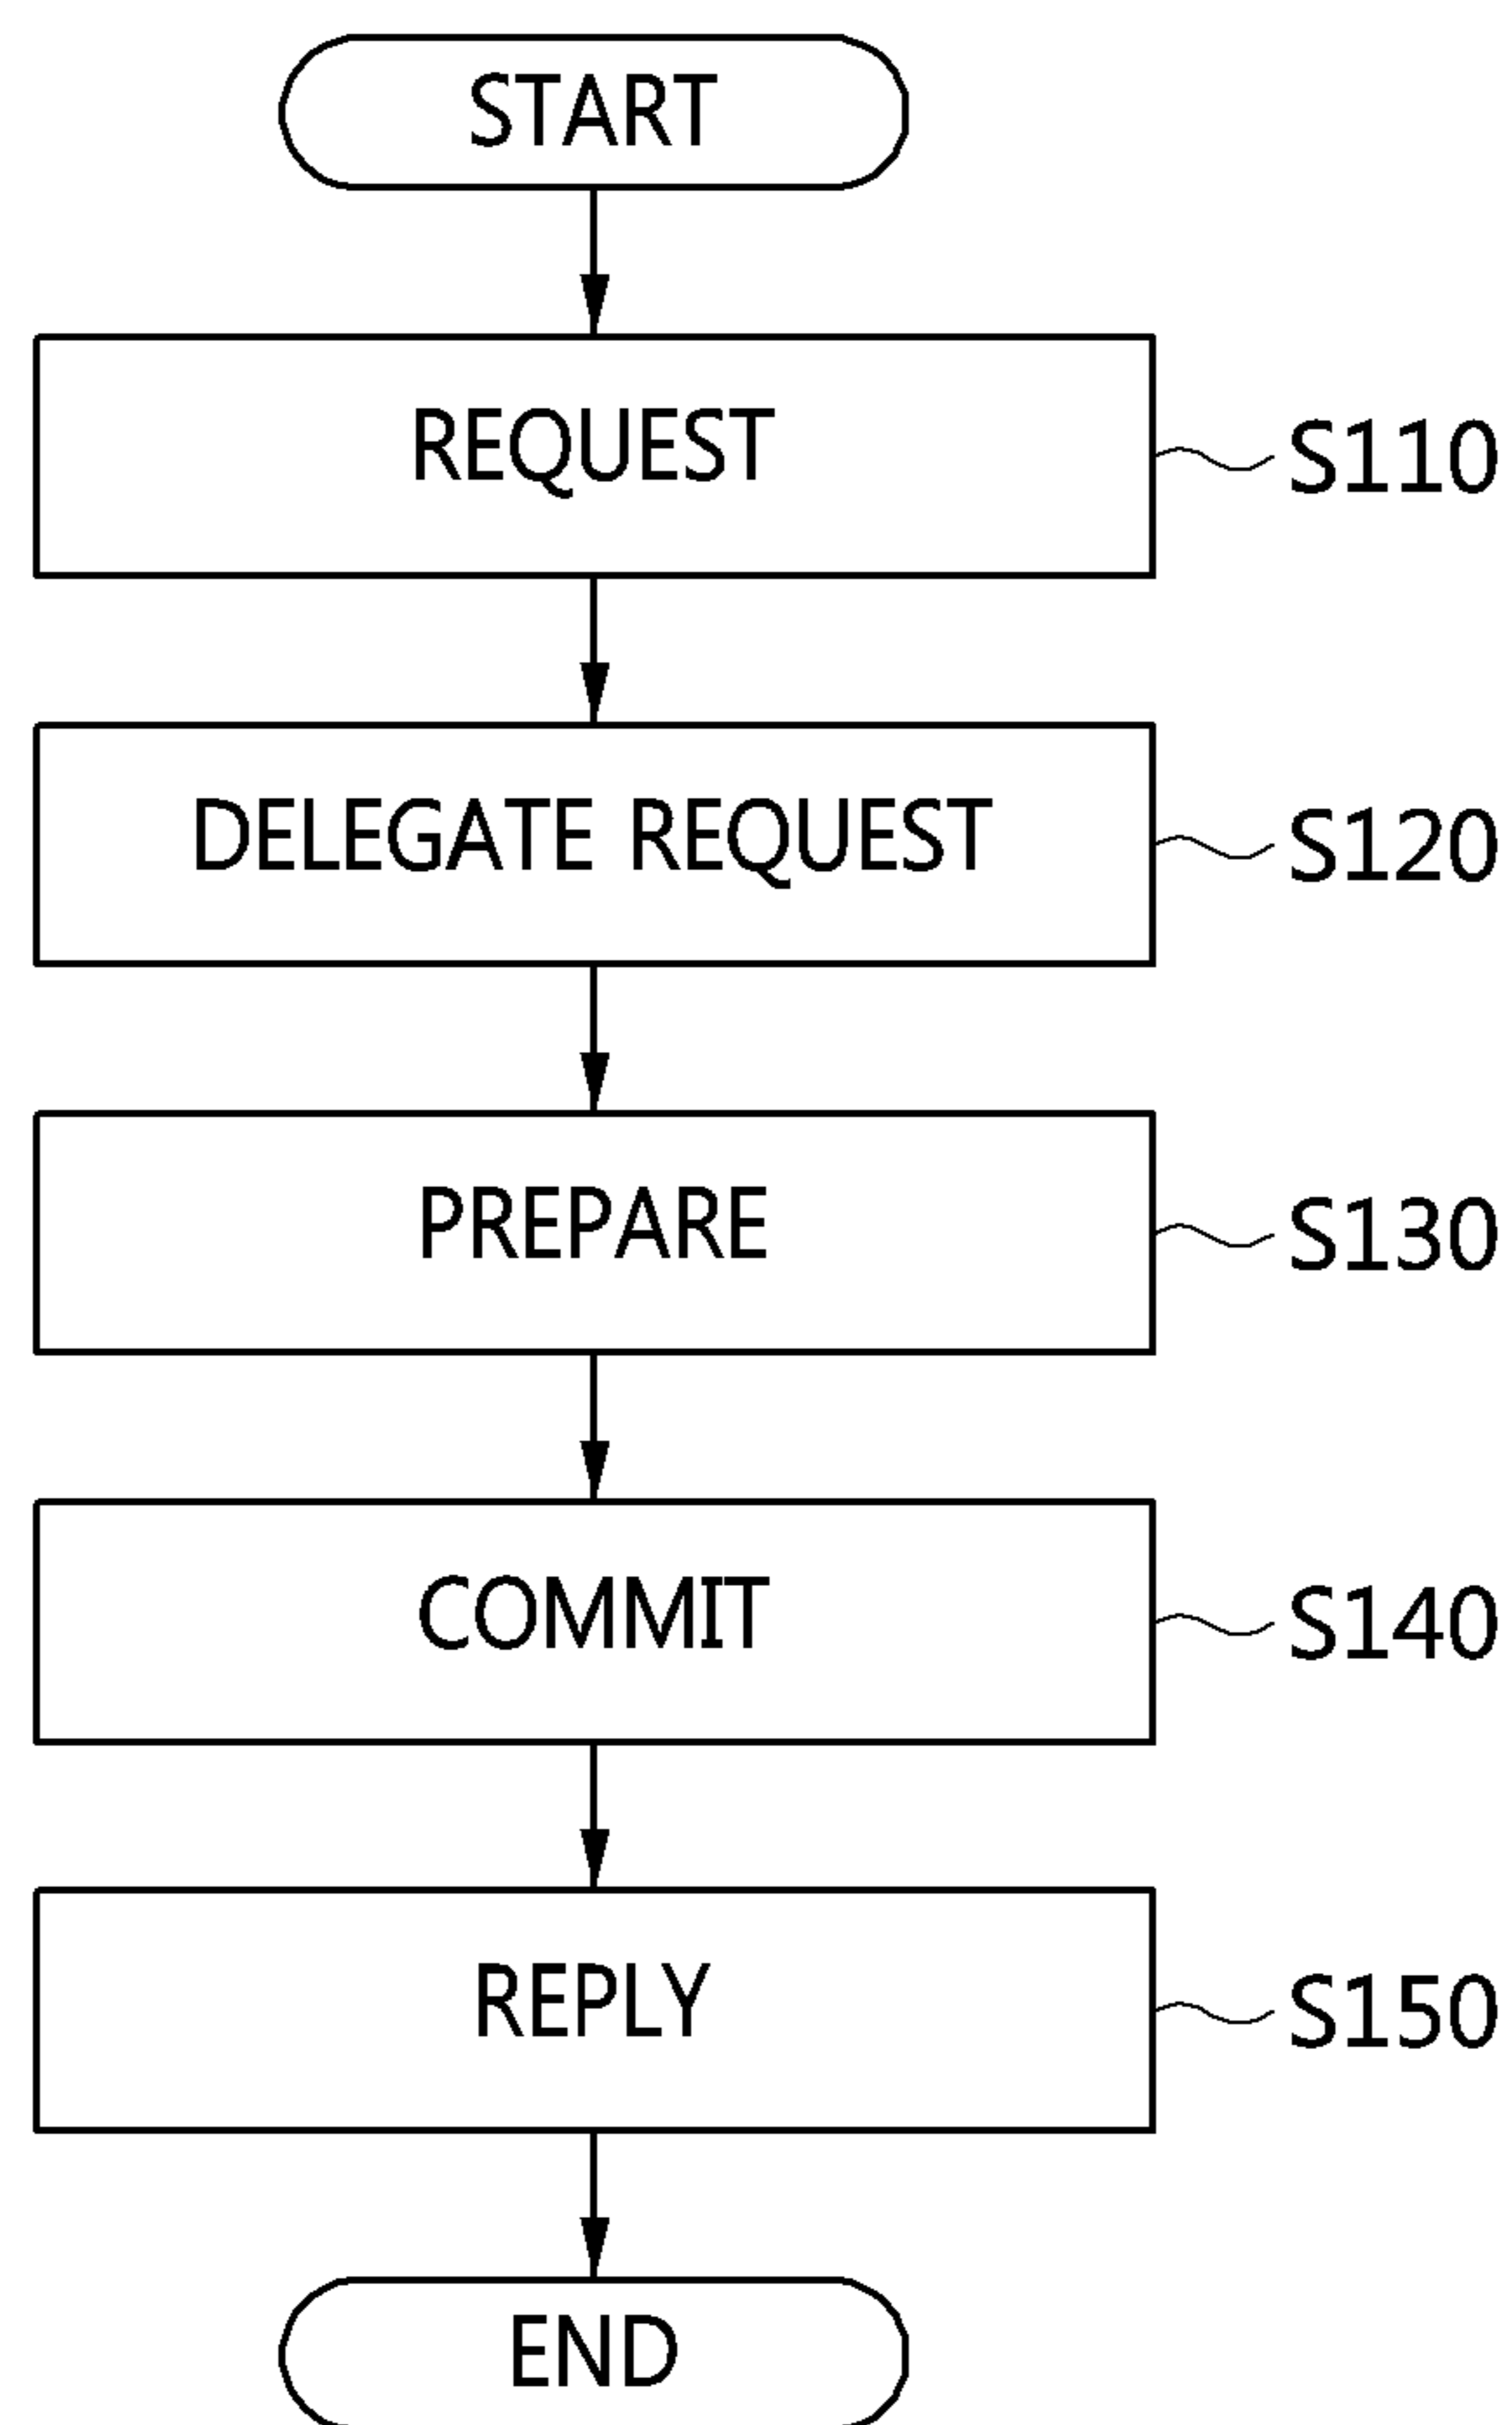 START
REQUEST
S110
DELEGATE REQUEST
S120
PREPARE
S130
COMMIT
S140
REPLY
S150
END